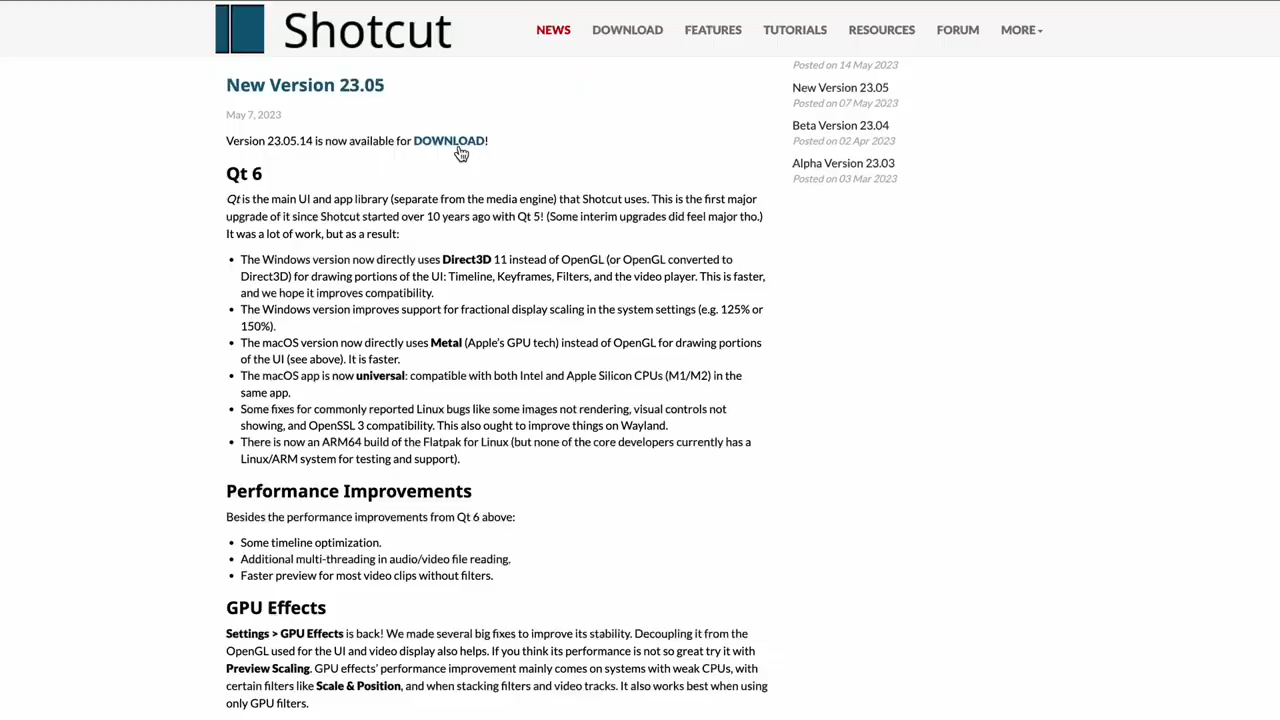 Shotcut
NEWS DOWNLOAD FEATURES TUTORIALS RESOURCES FORUM MORE
New Version 23.05
May 7, 2023
Version 23.05.14 is now available for DOWNLOAD!
Qt 6
Qt is the main UI and app library (separate from the media engine) that Shotcut uses. This is the first major
upgrade of it since Shotcut started over 10 years ago with Qt 5! (Some interim upgrades did feel major tho.)
It was a lot of work, but as a result:
• The Windows version now directly uses Direct3D 11 instead of OpenGL (or OpenGL converted to
Direct3D) for drawing portions of the UI: Timeline, Keyframes, Filters, and the video player. This is faster,
and we hope it improves compatibility.
• The Windows version improves support for fractional display scaling in the system settings (e.g. 125% or
150%).
• The macOS version now directly uses Metal (Apple's GPU tech) instead of OpenGL for drawing portions
of the UI (see above). It is faster.
• The macOS app is now universal: compatible with both Intel and Apple Silicon CPUs (M1/M2) in the
same app.
• Some fixes for commonly reported Linux bugs like some images not rendering, visual controls not
showing, and OpenSSL 3 compatibility. This also ought to improve things on Wayland.
• There is now an ARM64 build of the Flatpak for Linux (but none of the core developers currently has a
Linux/ARM system for testing and support).
Performance Improvements
Besides the performance improvements from Qt 6 above:
• Some timeline optimization.
• Additional multi-threading in audio/video file reading.
• Faster preview for most video clips without filters.
GPU Effects
Settings > GPU Effects is back! We made several big fixes to improve its stability. Decoupling it from the
OpenGL used for the UI and video display also helps. If you think its performance is not so great try it with
Preview Scaling. GPU effects' performance improvement mainly comes on systems with weak CPUs, with
certain filters like Scale & Position, and when stacking filters and video tracks. It also works best when using
only GPU filters.
Posted on 14 May 2023
New Version 23.05
Posted on 07 May 2023
Beta Version 23.04
Posted on 02 Apr 2023
Alpha Version 23.03
Posted on 03 Mar 2023